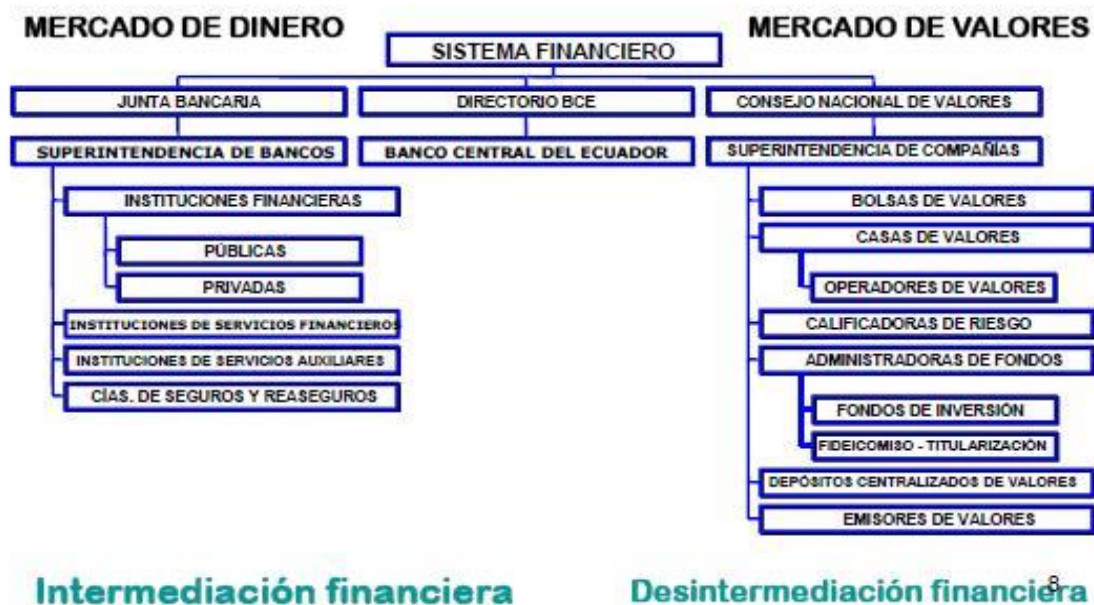 MERCADO DE DINERO
MERCADO DE VALORES
SISTEMA FINANCIERO
JUNTA BANCARIA
DIRECTORIO BCE
CONSEJO NACIONAL DE VALORES
SUPERINTENDENCIA DE BANCOS
BANCO CENTRAL DEL ECUADOR
SUPERINTENDENCIA DE COMPAÑÍAS
INSTITUCIONES FINANCIERAS
PÚBLICAS
PRIVADAS
INSTITUCIONES DE SERVICIOS FINANCIEROS
INSTITUCIONES DE SERVICIOS AUXILIARES
CÍAS. DE SEGUROS Y REASEGUROS
BOLSAS DE VALORES
CASAS DE VALORES
OPERADORES DE VALORES
CALIFICADORAS DE RIESGO
ADMINISTRADORAS DE FONDOS
FONDOS DE INVERSIÓN
FIDEICOMISO - TITULARIZACIÓN
DEPÓSITOS CENTRALIZADOS DE VALORES
EMISORES DE VALORES
Intermediación financiera
Desintermediación financiera
8